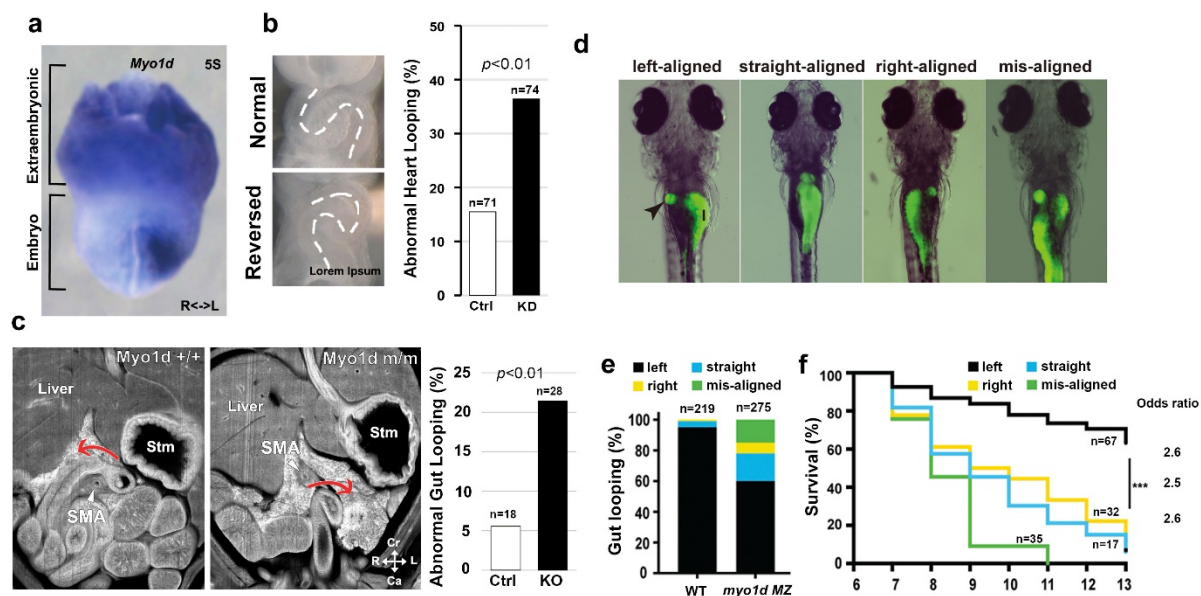 a
Myo1d
5S
Extraembryonic
Embryo
R<->L
b
Normal
Reversed
Lorem Ipsum
Abnormal Heart Looping (%)
50
40
30
20
10
0
p<0.01
n=71
n=74
Ctrl
KD
c
Myo1d +/+
Liver
Stm
SMA
Myo1d m/m
Liver
Stm
SMA
Cr
R
L
Ca
Abnormal Gut Looping (%)
25
20
15
10
5
0
p<0.01
n=18
n=28
Ctrl
KO
d
left-aligned
straight-aligned
right-aligned
mis-aligned
I
e
left
straight
right
mis-aligned
Gut looping (%)
100
80
60
40
20
0
n=219
n=275
WT
myo1d MZ
f
left
straight
right
mis-aligned
Survival (%)
100
80
60
40
20
0
n=67
n=32
n=17
n=35
6 7 8 9 10 11 12 13
Odds ratio
2.6
2.5
2.6
***